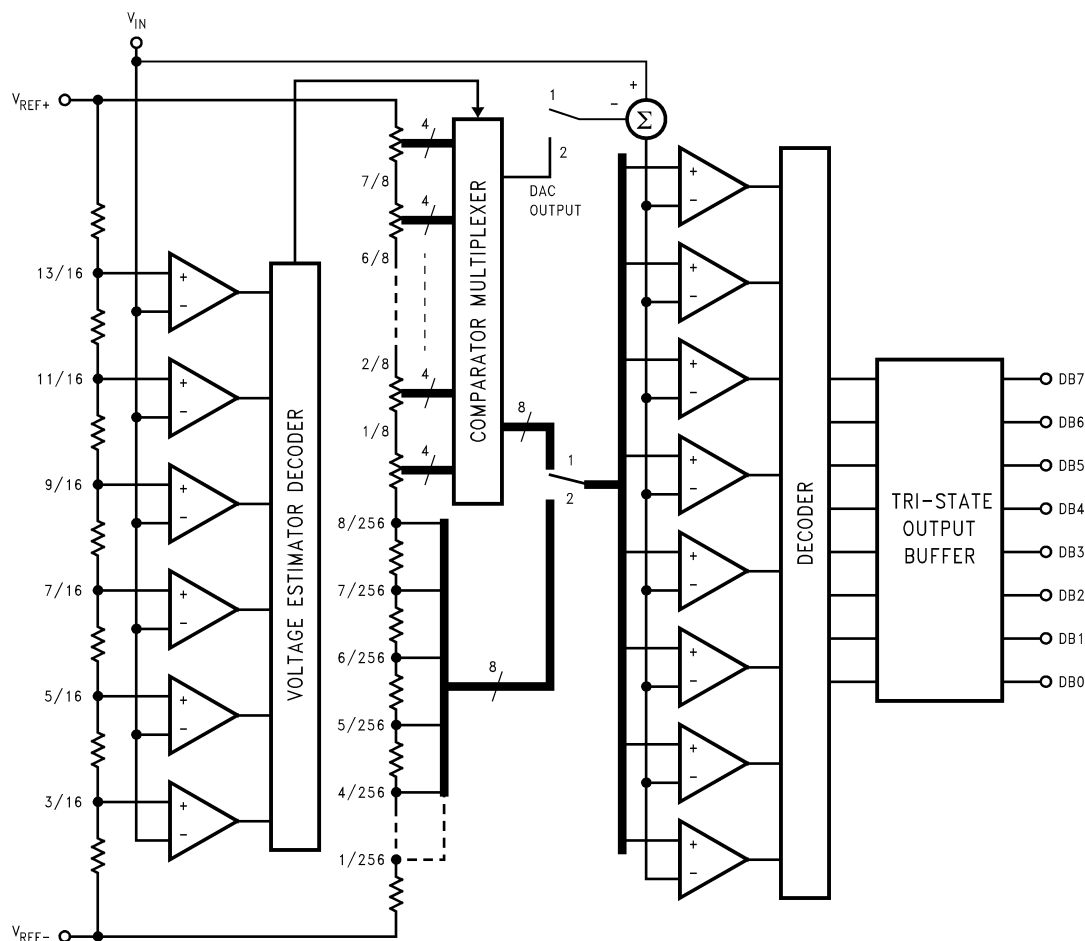 VIN
VREF+
13/16
11/16
9/16
7/16
5/16
3/16
VREF-
+
-
+
-
+
-
+
-
+
-
+
-
VOLTAGE ESTIMATOR DECODER
4
7/8
4
6/8
2/8
4
1/8
4
8/256
7/256
6/256
5/256
4/256
1/256
COMPARATOR MULTIPLEXER
1
2
DAC
OUTPUT
8
1
2
8
+
-
Σ
+
-
+
-
+
-
+
-
+
-
+
-
+
-
+
-
DECODER
TRI-STATE
OUTPUT
BUFFER
DB7
DB6
DB5
DB4
DB3
DB2
DB1
DB0